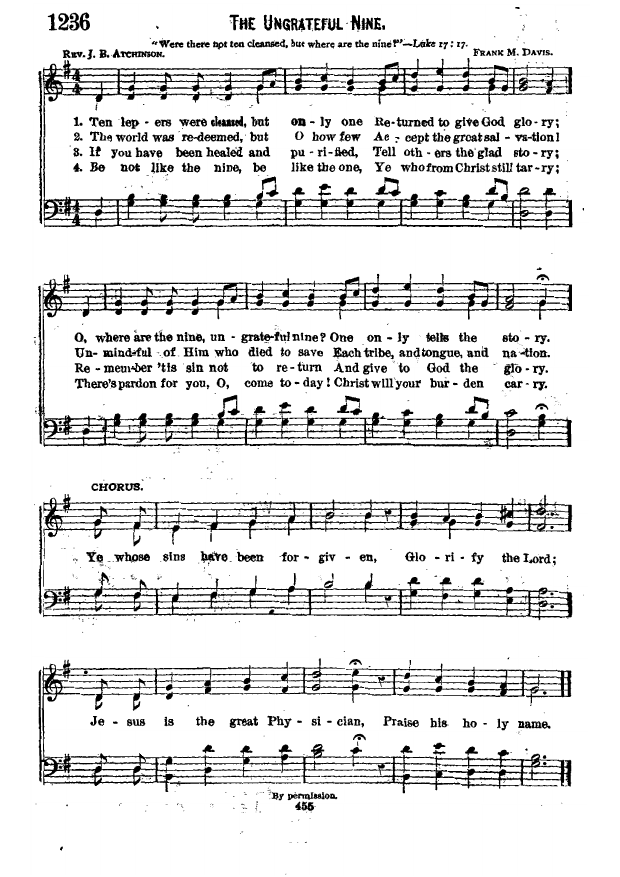 1236
THE UNGRATEFUL NINE.
"Were there not ten cleansed, but where are the nine?"—Luke 17:17.
REV. J. B. ATCHINSON. FRANK M. DAVIS.
1. Ten lep - ers were cleansed, but on - ly one Re-turned to give God glo - ry;
2. The world was re-deemed, but O how few Ac - cept the great sal - va-tion!
3. If you have been healed and pu - ri-fied, Tell oth - ers the glad sto - ry;
4. Be not like the nine, be like the one, Ye who from Christ still tar - ry;
O, where are the nine, un - grate-ful nine? One on - ly tells the sto - ry.
Un-mind-ful of Him who died to save Each tribe, and tongue, and na - tion.
Re - mem-ber 'tis sin not to re - turn And give to God the glo - ry.
There's pardon for you, O, come to-day! Christ will your bur - den car - ry.
CHORUS.
Ye whose sins have been for - giv - en, Glo - ri - fy the Lord;
Je - sus is the great Phy - si - cian, Praise his ho - ly name.
By permission.
455